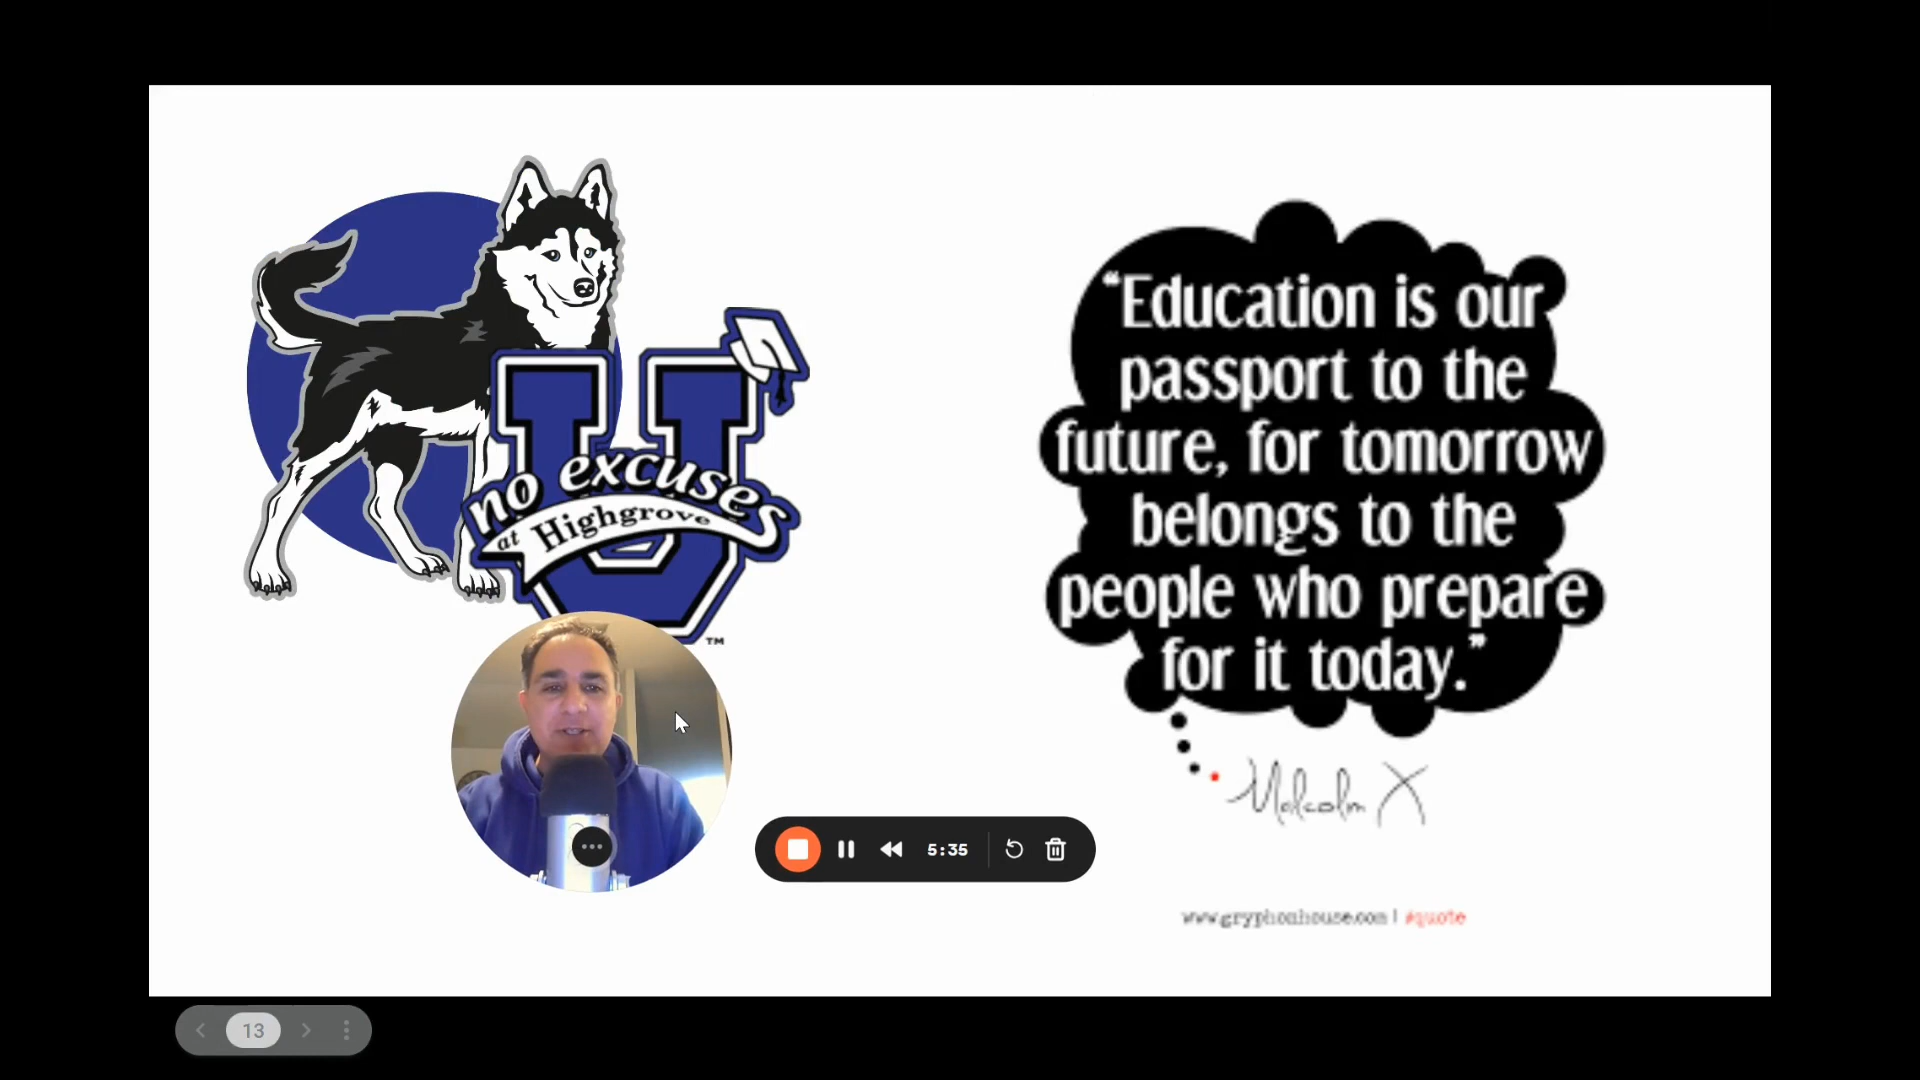 no excuses
at Highgrove
™
“Education is our
passport to the
future, for tomorrow
belongs to the
people who prepare
for it today.”
Malcolm X
www.gryphonhouse.com | #quote
5:35
13